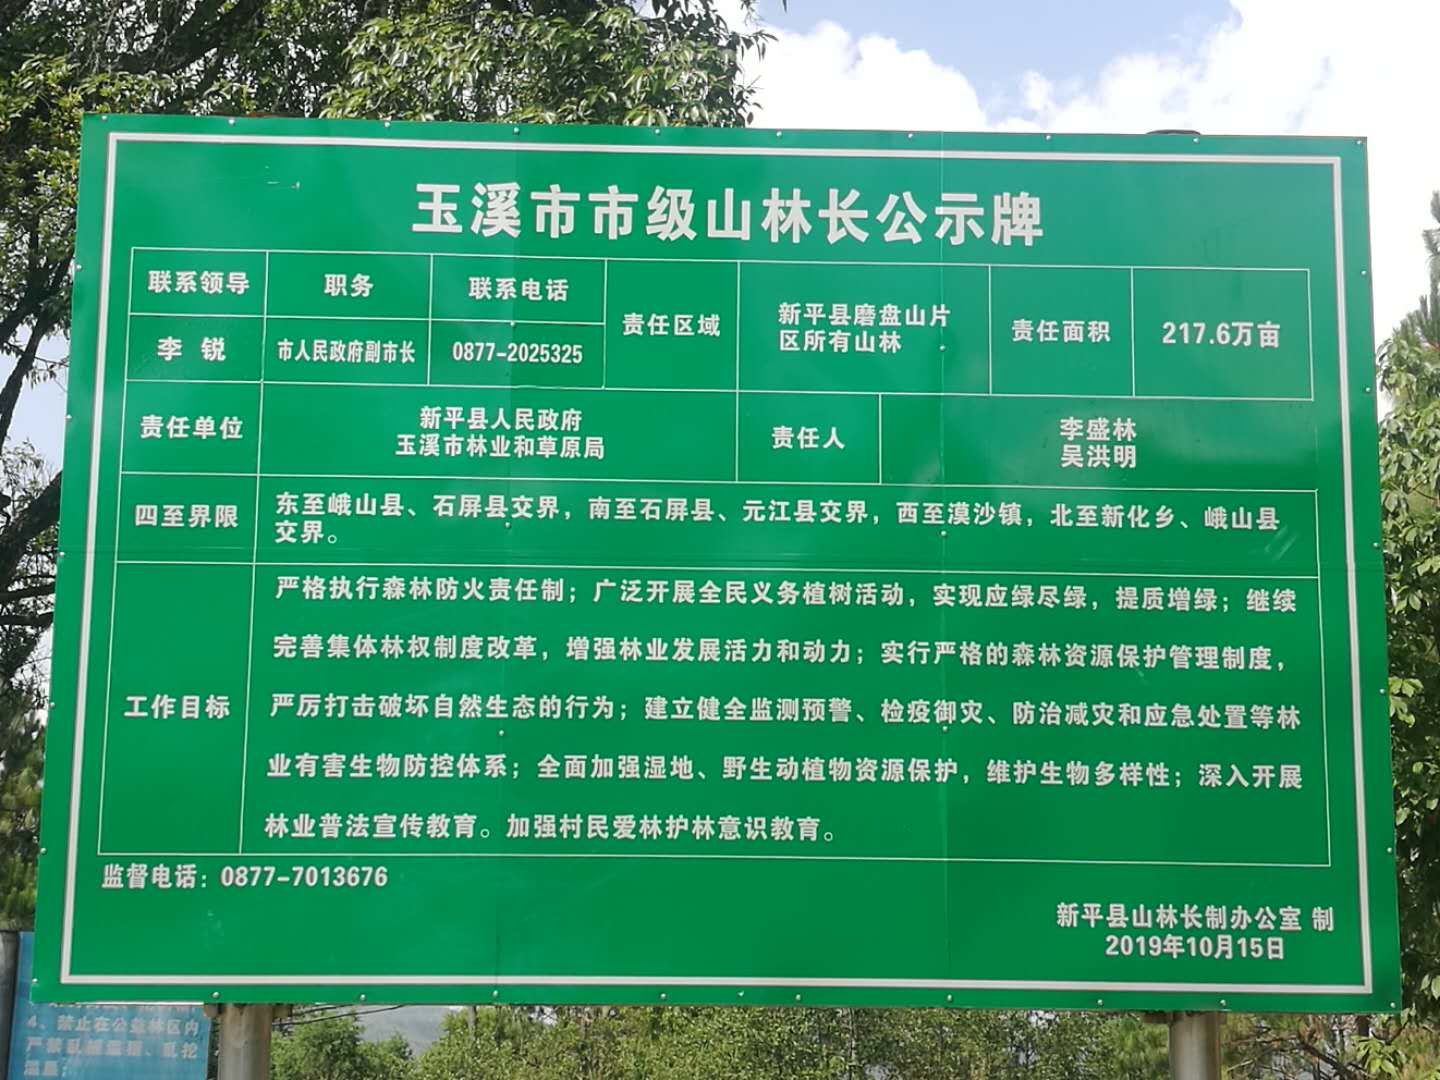 玉溪市市级山林长公示牌
联系领导 职务 联系电话 责任区域 新平县磨盘山片区所有山林 责任面积 217.6万亩
李锐 市人民政府副市长 0877-2025325
责任单位 新平县人民政府 玉溪市林业和草原局 责任人 李盛林 吴洪明
四至界限 东至峨山县、石屏县交界，南至石屏县、元江县交界，西至漠沙镇，北至新化乡、峨山县
交界。
工作目标 严格执行森林防火责任制；广泛开展全民义务植树活动，实现应绿尽绿，提质增绿；继续
完善集体林权制度改革，增强林业发展活力和动力；实行严格的森林资源保护管理制度，
严厉打击破坏自然生态的行为；建立健全监测预警、检疫御灾、防治减灾和应急处置等林
业有害生物防控体系；全面加强湿地、野生动植物资源保护，维护生物多样性；深入开展
林业普法宣传教育。加强村民爱林护林意识教育。
监督电话：0877-7013676
新平县山林长制办公室 制
2019年10月15日
4、禁止在公益林区内
严禁乱